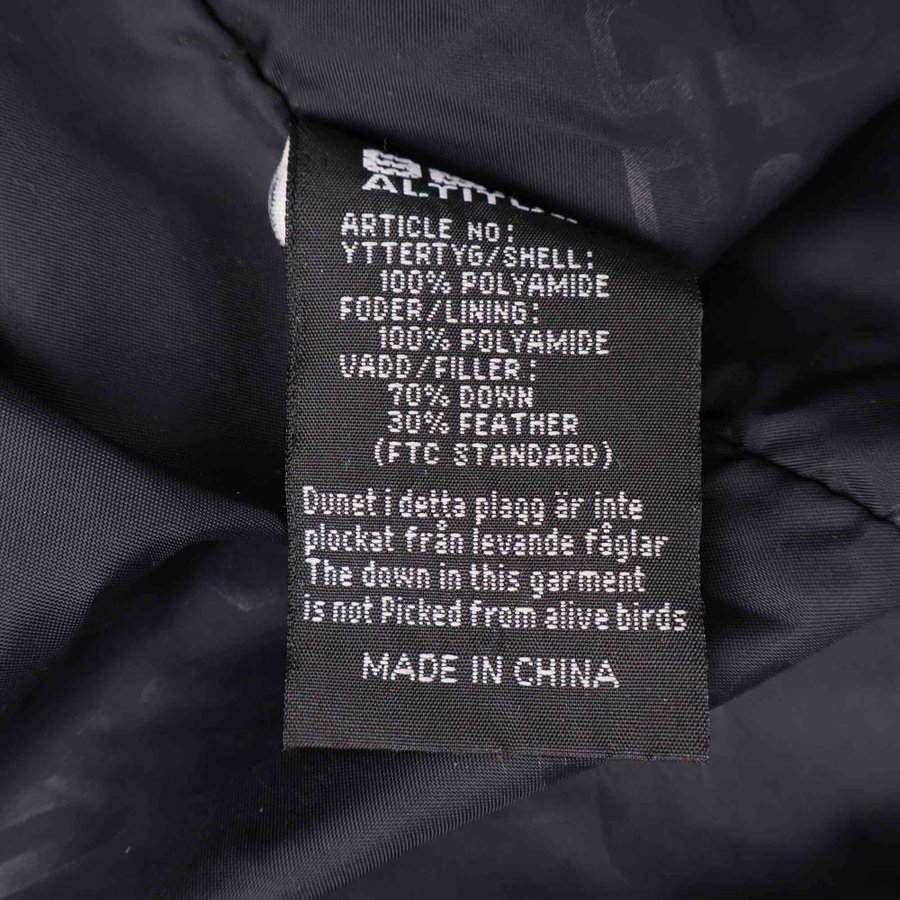 ARTICLE NO:
YTTERTYG/SHELL:
100% POLYAMIDE
FODER/LINING:
100% POLYAMIDE
VADD/FILLER:
70% DOWN
30% FEATHER
(FTC STANDARD)
Dunet i detta plagg är inte
plockat från levande fåglar
The down in this garment
is not Picked from alive birds
MADE IN CHINA